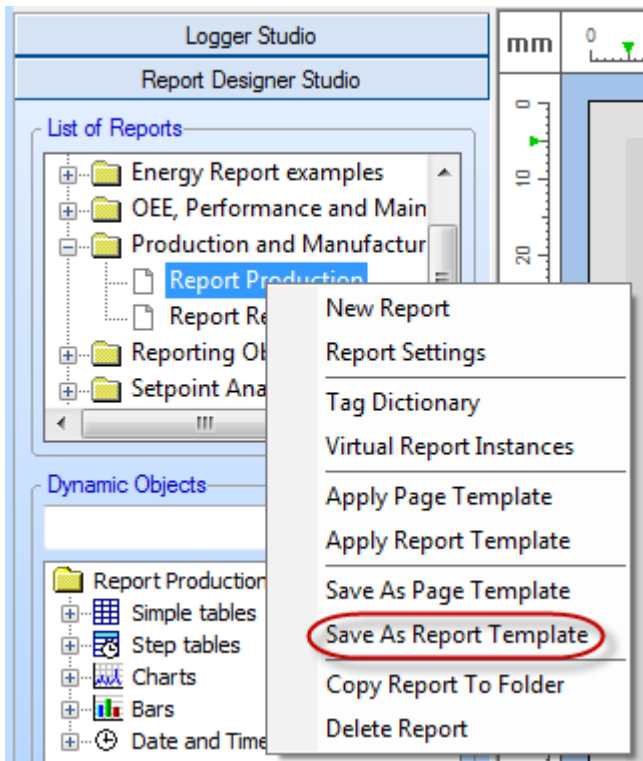 Logger Studio
Report Designer Studio
mm
0
List of Reports
Energy Report examples
OEE, Performance and Main
Production and Manufactur
Report Production
Report Re
Reporting Ob
Setpoint Ana
0
10
20
New Report
Report Settings
Tag Dictionary
Virtual Report Instances
Apply Page Template
Apply Report Template
Save As Page Template
Save As Report Template
Copy Report To Folder
Delete Report
Dynamic Objects
Report Production
Simple tables
Step tables
Charts
Bars
Date and Time